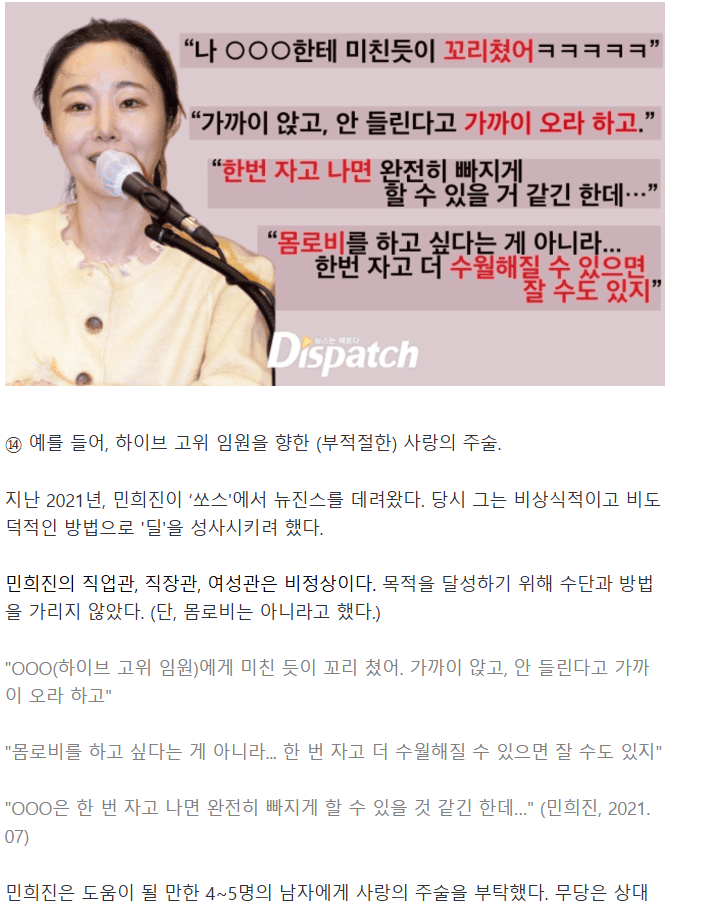 “나 ○○○한테 미친듯이 꼬리쳤어ㅋㅋㅋㅋㅋ”
“가까이 앉고, 안 들린다고 가까이 오라 하고.”
“한번 자고 나면 완전히 빠지게
할 수 있을 거 같긴 한데…”
“몸로비를 하고 싶다는 게 아니라...
한번 자고 더 수월해질 수 있으면
잘 수도 있지”
뉴스는 팩트다
Dispatch
⑭ 예를 들어, 하이브 고위 임원을 향한 (부적절한) 사랑의 주술.
지난 2021년, 민희진이 ‘쏘스'에서 뉴진스를 데려왔다. 당시 그는 비상식적이고 비도
덕적인 방법으로 '딜'을 성사시키려 했다.
민희진의 직업관, 직장관, 여성관은 비정상이다. 목적을 달성하기 위해 수단과 방법
을 가리지 않았다. (단, 몸로비는 아니라고 했다.)
"OOO(하이브 고위 임원)에게 미친 듯이 꼬리 쳤어. 가까이 앉고, 안 들린다고 가까
이 오라 하고"
"몸로비를 하고 싶다는 게 아니라... 한 번 자고 더 수월해질 수 있으면 잘 수도 있지"
"OOO은 한 번 자고 나면 완전히 빠지게 할 수 있을 것 같긴 한데..." (민희진, 2021.
07)
민희진은 도움이 될 만한 4~5명의 남자에게 사랑의 주술을 부탁했다. 무당은 상대